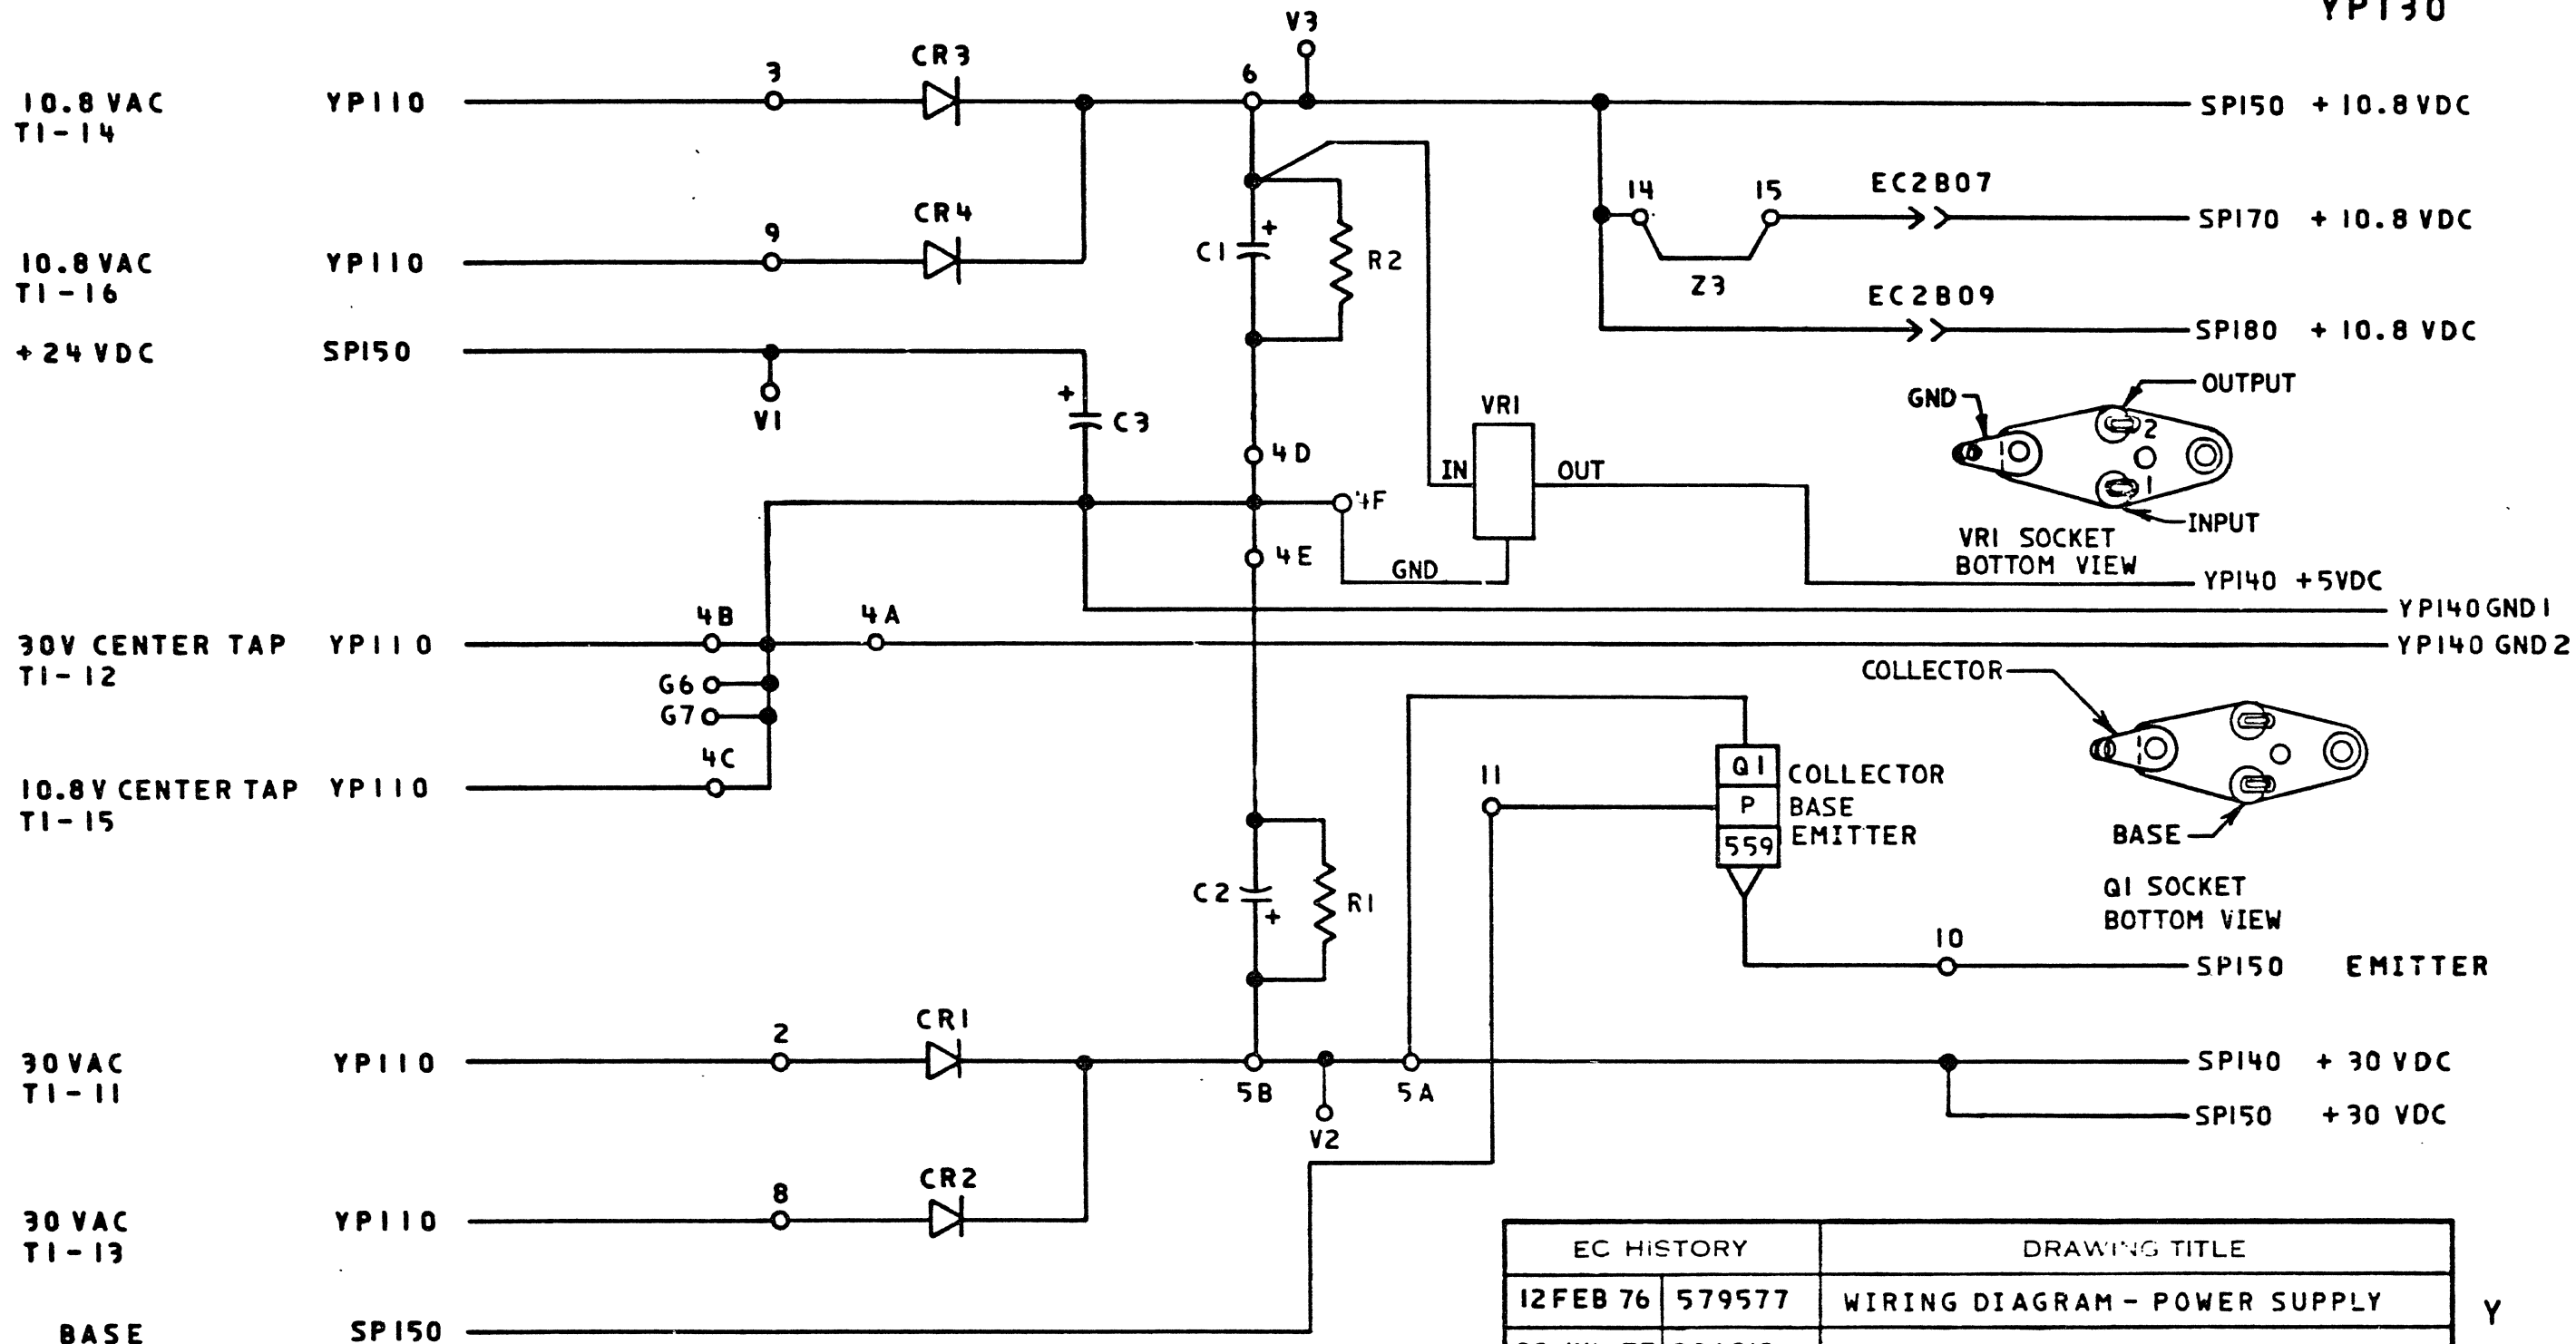 YP130
V3
3 CR3 6
10.8 VAC YP110 SP150 + 10.8 VDC
T1-14
14 15 EC2B07
SP170 + 10.8 VDC
9 CR4 C1 + R2 Z3
10.8 VAC YP110
T1-16
EC2B09
SP180 + 10.8 VDC
+24 VDC SP150
V1 + C3
VR1
GND OUTPUT
2
1
INPUT
VR1 SOCKET
BOTTOM VIEW
4D IN OUT
4F
4E GND
YP140 +5VDC
YP140 GND1
4B 4A
30V CENTER TAP YP110 YP140 GND2
T1-12
G6
G7
COLLECTOR
4C
10.8V CENTER TAP YP110
T1-15
11 Q1 COLLECTOR
P BASE
559 EMITTER
BASE
Q1 SOCKET
BOTTOM VIEW
C2 + R1
10
SP150 EMITTER
2 CR1
30 VAC YP110 SP140 + 30 VDC
T1-11
5B 5A
SP150 +30 VDC
V2
8 CR2
30 VAC YP110
T1-13
BASE SP150
EC HISTORY DRAWING TITLE
12FEB 76 579577 WIRING DIAGRAM - POWER SUPPLY
Y